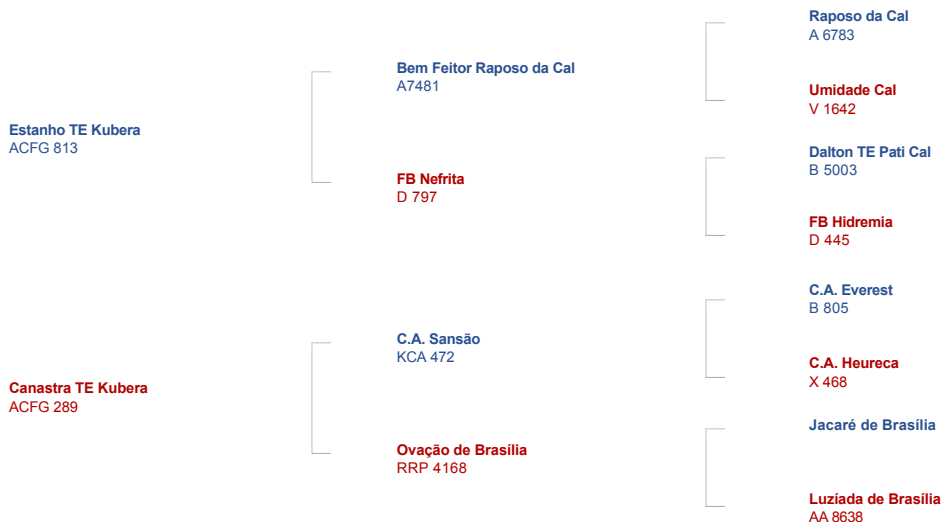 Estanho TE Kubera
ACFG 813
Bem Feitor Raposo da Cal
A7481
FB Nefrita
D 797
Raposo da Cal
A 6783
Umidade Cal
V 1642
Dalton TE Pati Cal
B 5003
FB Hidremia
D 445
Canastra TE Kubera
ACFG 289
C.A. Sansão
KCA 472
Ovação de Brasília
RRP 4168
C.A. Everest
B 805
C.A. Heureca
X 468
Jacaré de Brasília
Luzíada de Brasília
AA 8638